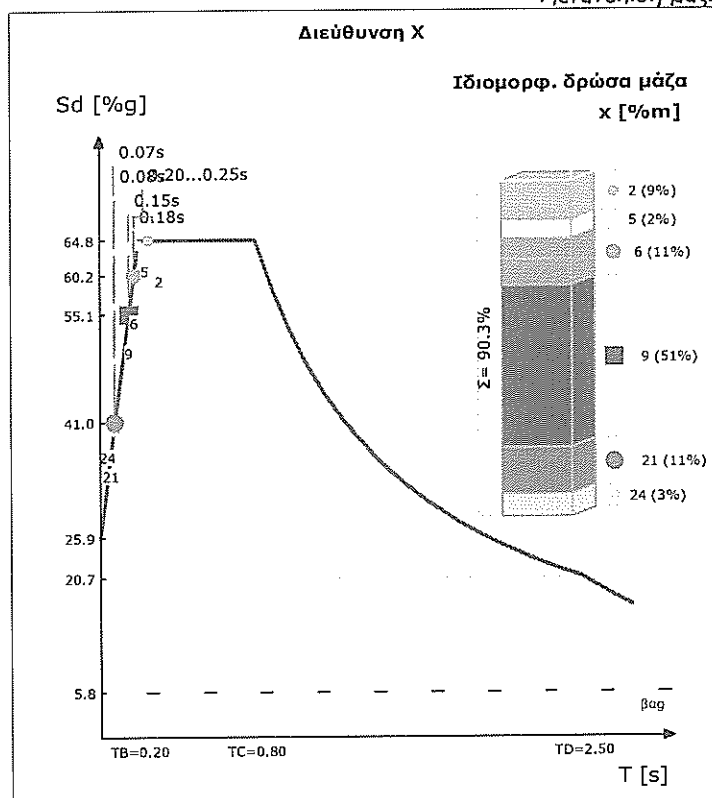 Διεύθυνση X
Ιδιομορφ. δρώσα μάζα
x [%m]
Sd [%g]
0.07s
0.08s
0.20...0.25s
0.15s
0.18s
64.8
60.2
55.1
41.0
25.9
20.7
5.8
5
2
6
9
24
21
Σ= 90.3%
2 (9%)
5 (2%)
6 (11%)
9 (51%)
21 (11%)
24 (3%)
βαg
TB=0.20
TC=0.80
TD=2.50
T [s]